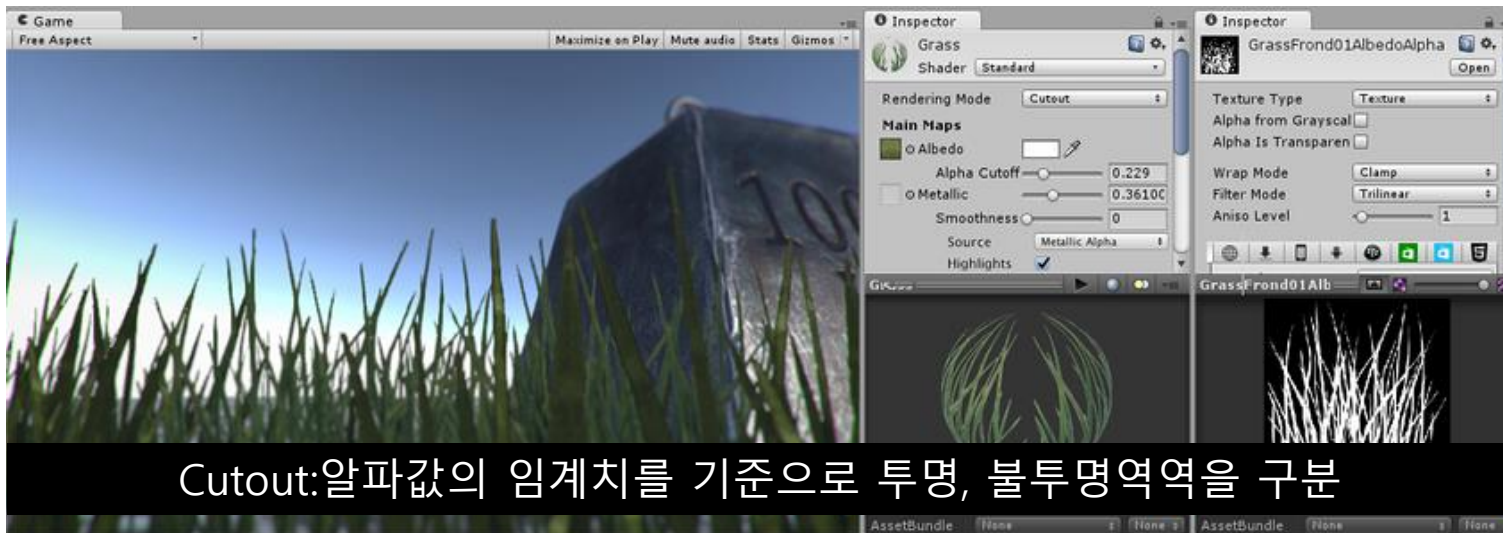 Game
Free Aspect
Maximize on Play Mute audio Stats Gizmos
100
Inspector
Grass
Shader Standard
Rendering Mode Cutout
Main Maps
Albedo
Alpha Cutoff 0.229
Metallic 0.3610
Smoothness 0
Source Metallic Alpha
Highlights
Inspector
GrassFrond01AlbedoAlpha
Open
Texture Type Texture
Alpha from Grayscal
Alpha Is Transparen
Wrap Mode Clamp
Filter Mode Trilinear
Aniso Level 1
GrassFrond01Alb
Cutout:알파값의 임계치를 기준으로 투명, 불투명역역을 구분
AssetBundle None None
AssetBundle None None